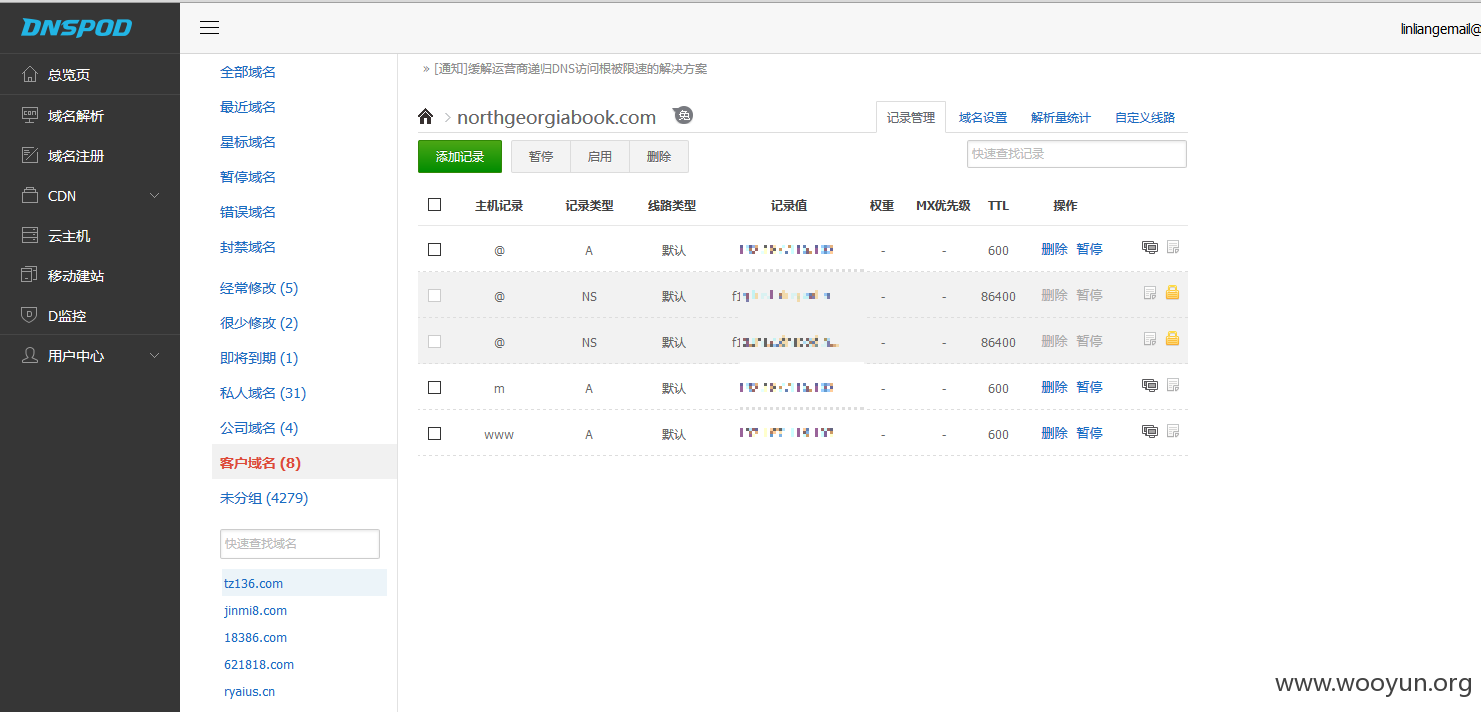 DNSPOD
linliangemail@
总览页
域名解析
域名注册
CDN
云主机
移动建站
D监控
用户中心
全部域名
最近域名
星标域名
暂停域名
错误域名
封禁域名
经常修改 (5)
很少修改 (2)
即将到期 (1)
私人域名 (31)
公司域名 (4)
客户域名 (8)
未分组 (4279)
快速查找域名
tz136.com
jinmi8.com
18386.com
621818.com
ryaius.cn
» [通知]缓解运营商递归DNS访问根被限速的解决方案
northgeorgiabook.com 免
记录管理 域名设置 解析量统计 自定义线路
添加记录 暂停 启用 删除 快速查找记录
主机记录 记录类型 线路类型 记录值 权重 MX优先级 TTL 操作
@ A 默认 - - 600 删除 暂停
@ NS 默认 f1 - - 86400 删除 暂停
@ NS 默认 f1 - - 86400 删除 暂停
m A 默认 - - 600 删除 暂停
www A 默认 - - 600 删除 暂停
www.wooyun.org